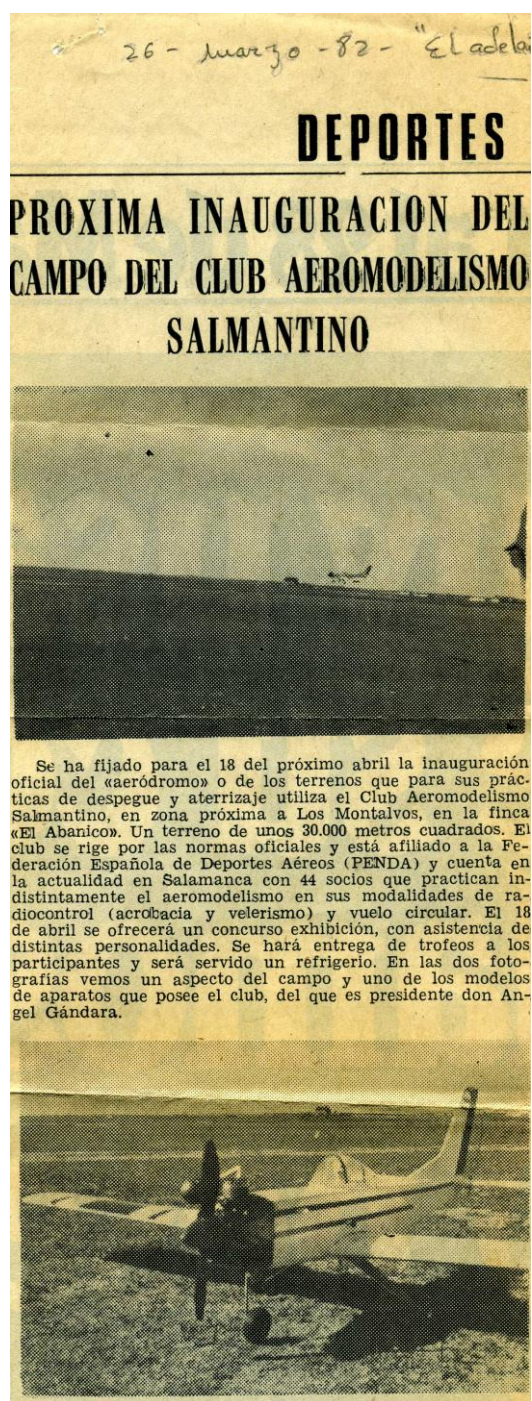 26 - marzo - 82 - "El adela
DEPORTES
PROXIMA INAUGURACION DEL
CAMPO DEL CLUB AEROMODELISMO
SALMANTINO
Se ha fijado para el 18 del próximo abril la inauguración
oficial del «aeródromo» o de los terrenos que para sus prác-
ticas de despegue y aterrizaje utiliza el Club Aeromodelismo
Salmantino, en zona próxima a Los Montalvos, en la finca
«El Abanico». Un terreno de unos 30.000 metros cuadrados. El
club se rige por las normas oficiales y está afiliado a la Fe-
deración Española de Deportes Aéreos (PENDA) y cuenta en
la actualidad en Salamanca con 44 socios que practican in-
distintamente el aeromodelismo en sus modalidades de ra-
diocontrol (acrobacia y velerismo) y vuelo circular. El 18
de abril se ofrecerá un concurso exhibición, con asistencia de
distintas personalidades. Se hará entrega de trofeos a los
participantes y será servido un refrigerio. En las dos foto-
grafías vemos un aspecto del campo y uno de los modelos
de aparatos que posee el club, del que es presidente don An-
gel Gándara.